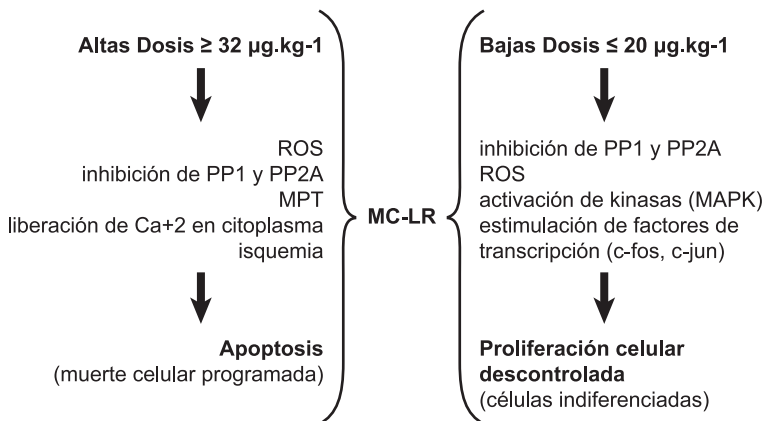 Altas Dosis ≥ 32 µg.kg-1
ROS
inhibición de PP1 y PP2A
MPT
liberación de Ca+2 en citoplasma
isquemia
Apoptosis
(muerte celular programada)
MC-LR
Bajas Dosis ≤ 20 µg.kg-1
inhibición de PP1 y PP2A
ROS
activación de kinasas (MAPK)
estimulación de factores de
transcripción (c-fos, c-jun)
Proliferación celular
descontrolada
(células indiferenciadas)